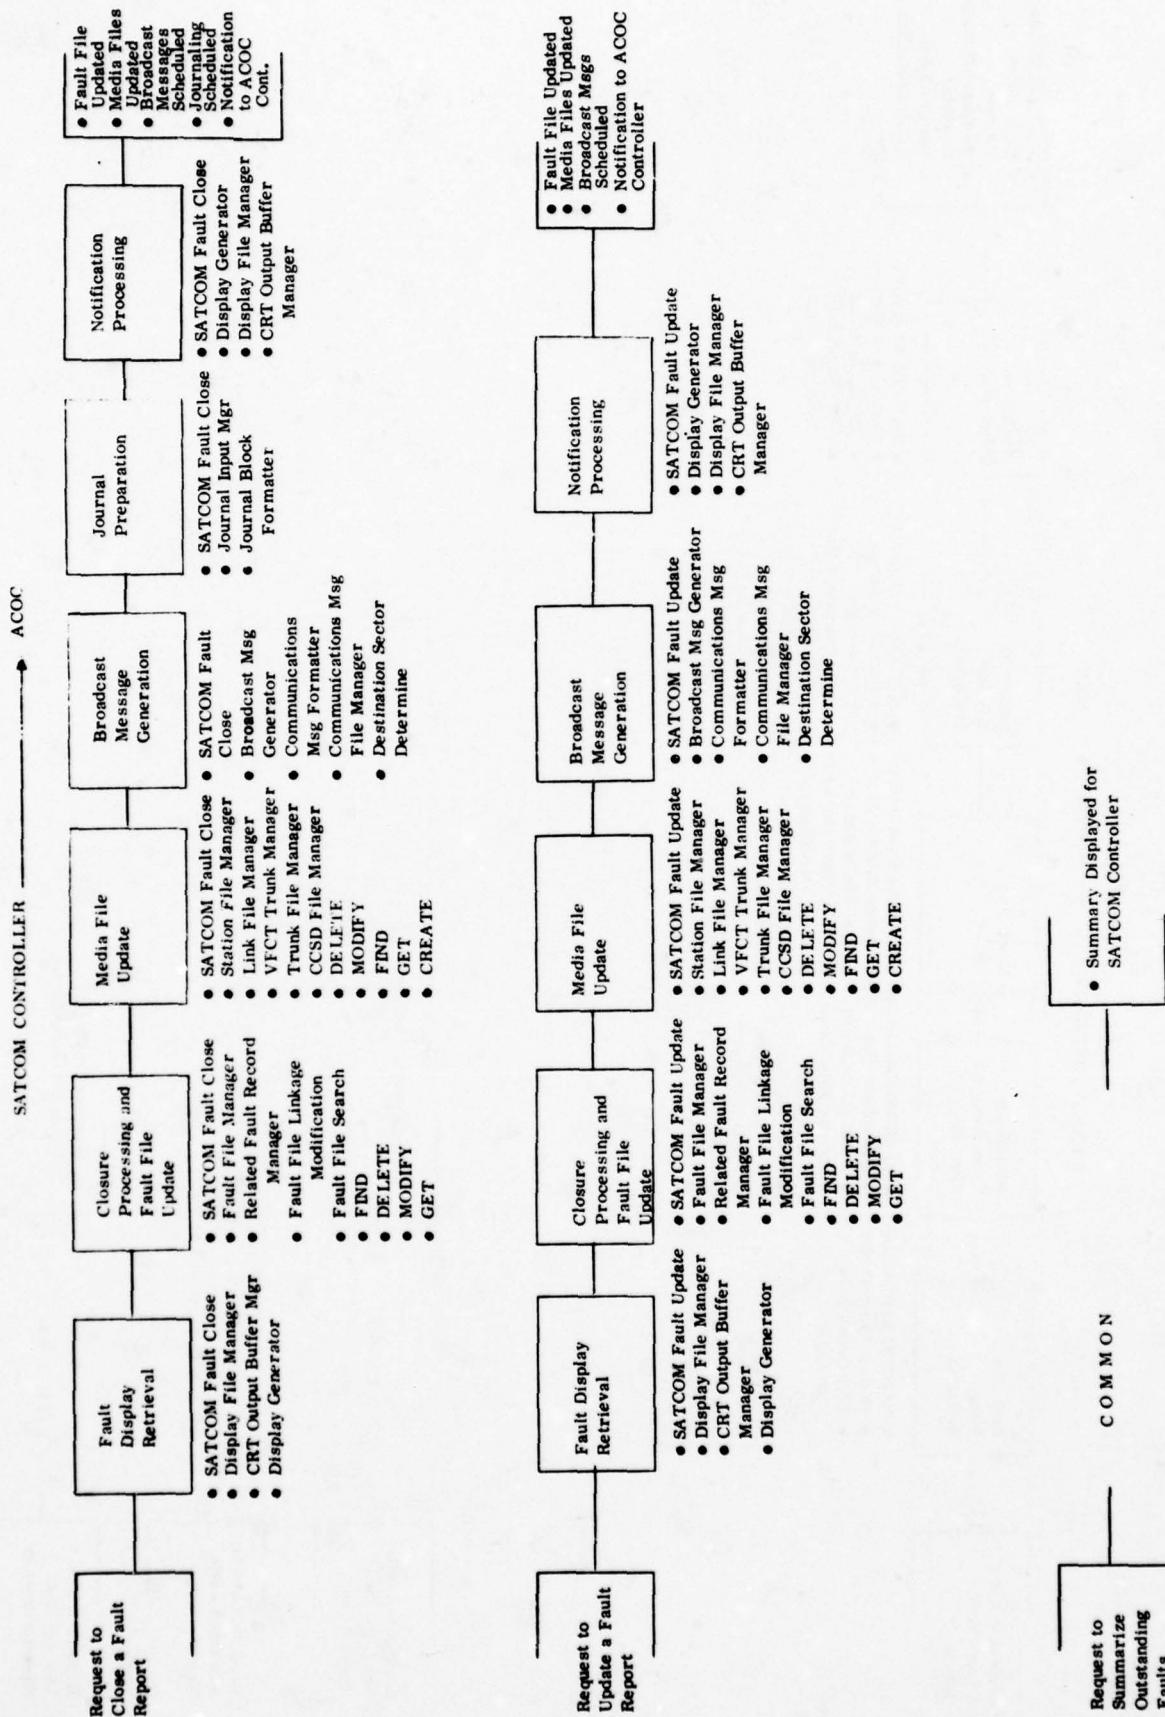 SATCOM CONTROLLER ACOC
Request to
Close a Fault
Report
Fault
Display
Retrieval
• SATCOM Fault Close
• Display File Manager
• CRT Output Buffer Mgr
• Display Generator
Closure
Processing and
Fault File
Update
• SATCOM Fault Close
• Fault File Manager
• Related Fault Record
Manager
• Fault File Linkage
Modification
• Fault File Search
• FIND
• DELETE
• MODIFY
• GET
Media File
Update
• SATCOM Fault Close
• Station File Manager
• Link File Manager
• VFCT Trunk Manager
• Trunk File Manager
• CCSD File Manager
• DELETE
• MODIFY
• FIND
• GET
• CREATE
Broadcast
Message
Generation
• SATCOM Fault
Close
• Broadcast Msg
Generator
• Communications
Msg Formatter
• Communications Msg
File Manager
• Destination Sector
Determine
Journal
Preparation
• SATCOM Fault Close
• Journal Input Mgr
• Journal Block
Formatter
Notification
Processing
• SATCOM Fault Close
• Display Generator
• Display File Manager
• CRT Output Buffer
Manager
• Fault File
Updated
• Media Files
Updated
• Broadcast
Messages
Scheduled
• Journaling
Scheduled
• Notification
to ACOC
Cont.
Request to
Update a Fault
Report
Fault Display
Retrieval
• SATCOM Fault Update
• Display File Manager
• CRT Output Buffer
Manager
• Display Generator
Closure
Processing and
Fault File
Update
• SATCOM Fault Update
• Fault File Manager
• Related Fault Record
Manager
• Fault File Linkage
Modification
• Fault File Search
• FIND
• DELETE
• MODIFY
• GET
Media File
Update
• SATCOM Fault Update
• Station File Manager
• Link File Manager
• VFCT Trunk Manager
• Trunk File Manager
• CCSD File Manager
• DELETE
• MODIFY
• FIND
• GET
• CREATE
Broadcast
Message
Generation
• SATCOM Fault Update
• Broadcast Msg Generator
• Communications Msg
Formatter
• Communications Msg
File Manager
• Destination Sector
Determine
Notification
Processing
• SATCOM Fault Update
• Display Generator
• Display File Manager
• CRT Output Buffer
Manager
• Fault File Updated
• Media Files Updated
• Broadcast Msgs
Scheduled
• Notification to ACOC
Controller
Request to
Summarize
Outstanding
Faults
COMMON
• Summary Displayed for
SATCOM Controller